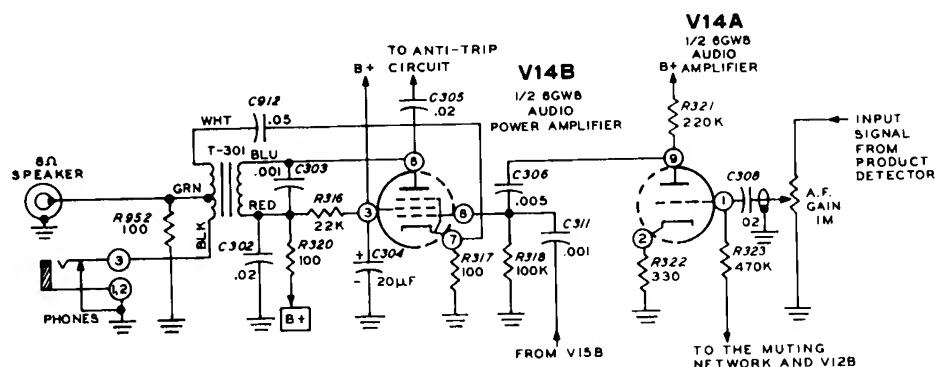 V14A
1/2 6GW8
AUDIO
AMPLIFIER
B+
TO ANTI-TRIP
CIRCUIT
B+
V14B
1/2 6GW8
AUDIO
POWER AMPLIFIER
C305
.02
R321
220K
INPUT
SIGNAL
FROM
PRODUCT
DETECTOR
C912
.05
WHT
T-301
BLU
.001
C303
6
9
8Ω
SPEAKER
GRN
RED
R316
22K
3
8
7
C306
.005
C311
.001
C308
.02
1
2
A.F.
GAIN
1M
R952
100
BLK
C302
.02
R320
100
C304
20µF
+
-
R317
100
R318
100K
R322
330
R323
470K
3
1,2
PHONES
B+
FROM V15B
TO THE MUTING
NETWORK AND V12B